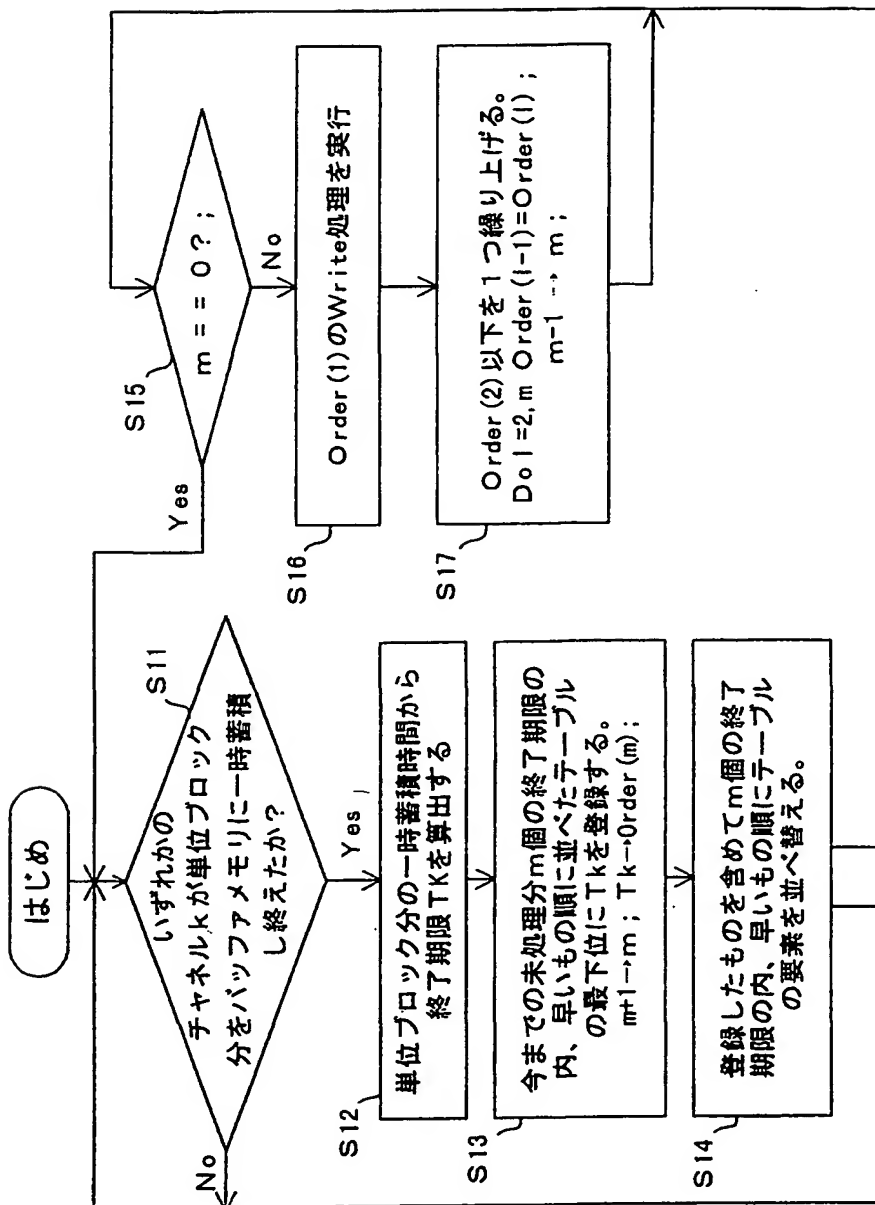 はじめ
S11
いずれかの
チャネルkが単位ブロック
分をバッファメモリに一時蓄積
し終えたか?
No
Yes
S12
単位ブロック分の一時蓄積時間から
終了期限TKを算出する
S13
今までの未処理分m個の終了期限の
内、早いもの順に並べたテーブル
の最下位にTkを登録する。
m+1→m;Tk→Order(m);
S14
登録したものを含めてm個の終了
期限の内、早いもの順にテーブル
の要素を並べ替える。
S15
m==0?;
Yes
No
S16
Order(1)のWrite処理を実行
S17
Order(2)以下を1つ繰り上げる。
Do l=2,m Order(l-1)=Order(l);
m-1→m;